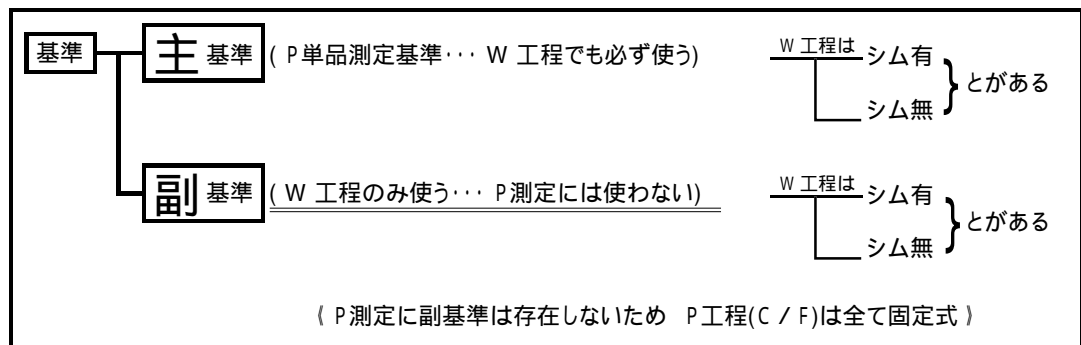 基準 主 基準 ( P単品測定基準・・・ W 工程でも必ず使う) W 工程は シム有
シム無 } とがある
副 基準 ( W 工程のみ使う・・・ P測定には使わない) W 工程は シム有
シム無 } とがある
《 P測定に副基準は存在しないため P工程(C / F)は全て固定式 》